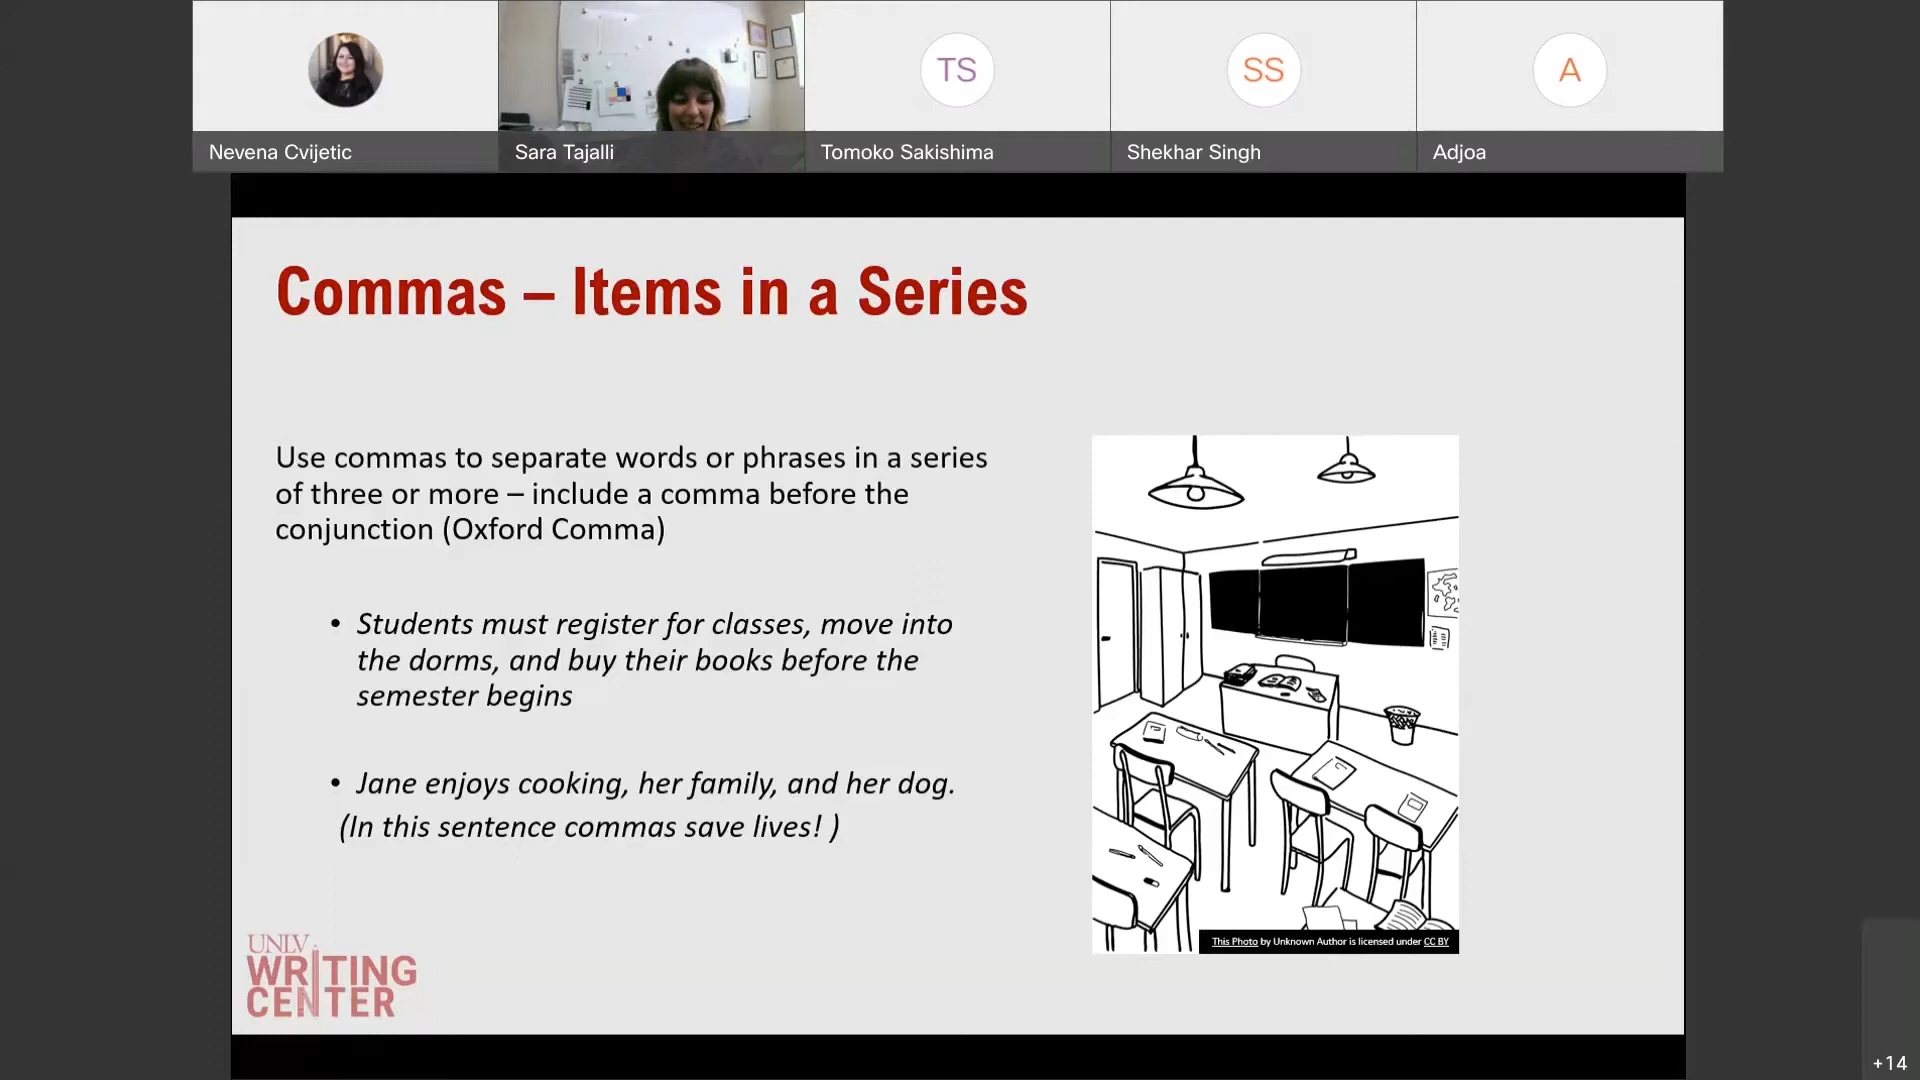 TS
SS
A
Nevena Cvijetic
Sara Tajalli
Tomoko Sakishima
Shekhar Singh
Adjoa
Commas – Items in a Series
Use commas to separate words or phrases in a series
of three or more – include a comma before the
conjunction (Oxford Comma)
• Students must register for classes, move into
the dorms, and buy their books before the
semester begins
• Jane enjoys cooking, her family, and her dog.
(In this sentence commas save lives! )
This Photo by Unknown Author is licensed under CC BY
UNLV
WRITING
CENTER
+14